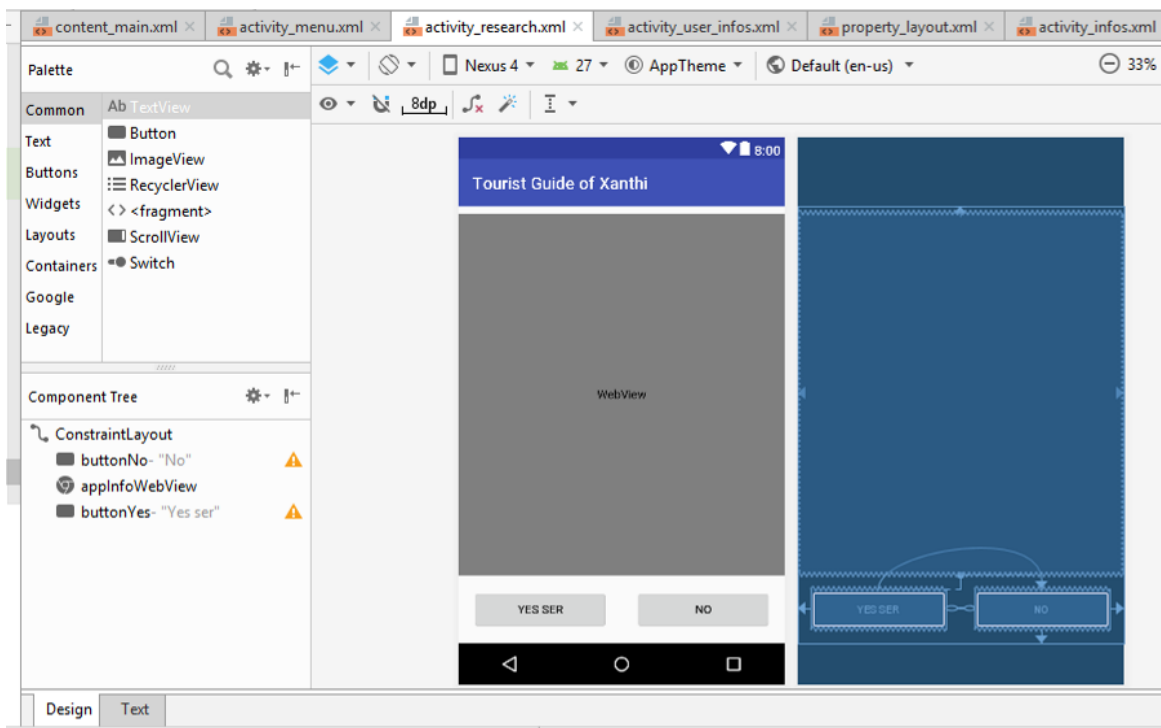 content_main.xml activity_menu.xml activity_research.xml activity_user_infos.xml property_layout.xml activity_infos.xml
Palette
Nexus 4 27 AppTheme Default (en-us) 33%
Common
Text
Buttons
Widgets
Layouts
Containers
Google
Legacy
Ab TextView
Button
ImageView
RecyclerView
<fragment>
ScrollView
Switch
8dp
8:00
Tourist Guide of Xanthi
WebView
YES SER NO
YES SER NO
Component Tree
ConstraintLayout
buttonNo- "No"
appInfoWebView
buttonYes- "Yes ser"
Design Text